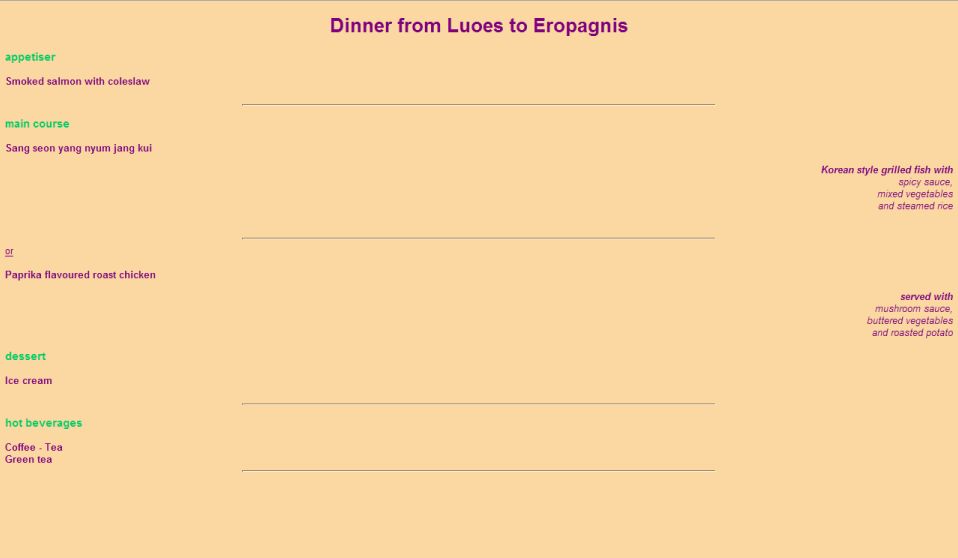 Dinner from Luoes to Eropagnis
appetiser
Smoked salmon with coleslaw
main course
Sang seon yang nyum jang kui
Korean style grilled fish with
spicy sauce,
mixed vegetables
and steamed rice
or
Paprika flavoured roast chicken
served with
mushroom sauce,
buttered vegetables
and roasted potato
dessert
Ice cream
hot beverages
Coffee - Tea
Green tea